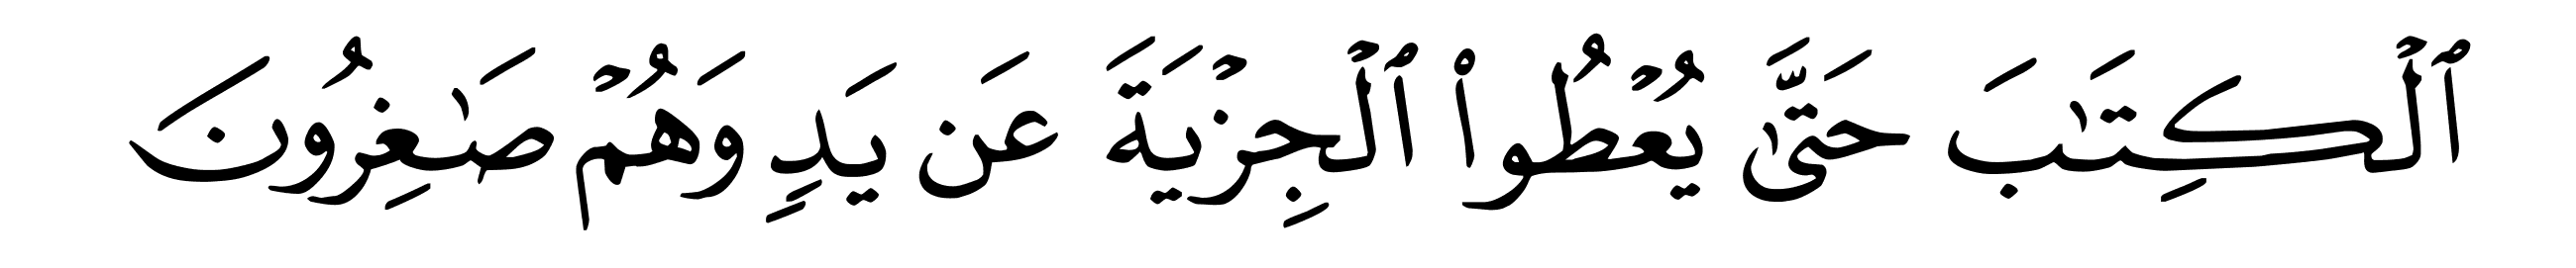 ٱلۡكِتَٰبَ حَتَّىٰ يُعۡطُواْ ٱلۡجِزۡيَةَ عَن يَدٍ وَهُمۡ صَٰغِرُونَ